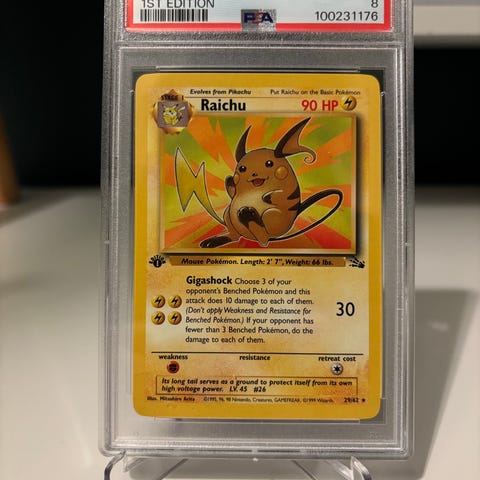 1ST EDITION 8
PSA 100231176
Evolves from Pikachu Put Raichu on the Basic Pokémon
STAGE 1
Raichu 90 HP
Mouse Pokémon. Length: 2' 7", Weight: 66 lbs.
Gigashock Choose 3 of your
opponent's Benched Pokémon and this
attack does 10 damage to each of them.
(Don't apply Weakness and Resistance for
Benched Pokémon.) If your opponent has
fewer than 3 Benched Pokémon, do the
damage to each of them.
30
weakness resistance retreat cost
Its long tail serves as a ground to protect itself from its own
high voltage power. LV. 45 #26
Illus. Mitsuhiro Arita ©1995, 96, 98 Nintendo, Creatures, GAMEFREAK. ©1999 Wizards. 29/62